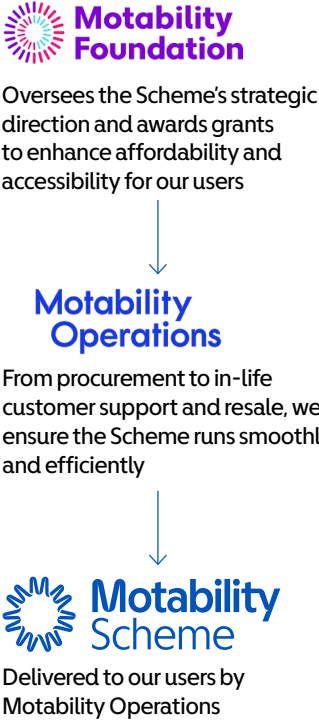 Motability
Foundation
Oversees the Scheme's strategic
direction and awards grants
to enhance affordability and
accessibility for our users
Motability
Operations
From procurement to in-life
customer support and resale, we
ensure the Scheme runs smoothl
and efficiently
Motability
Scheme
Delivered to our users by
Motability Operations